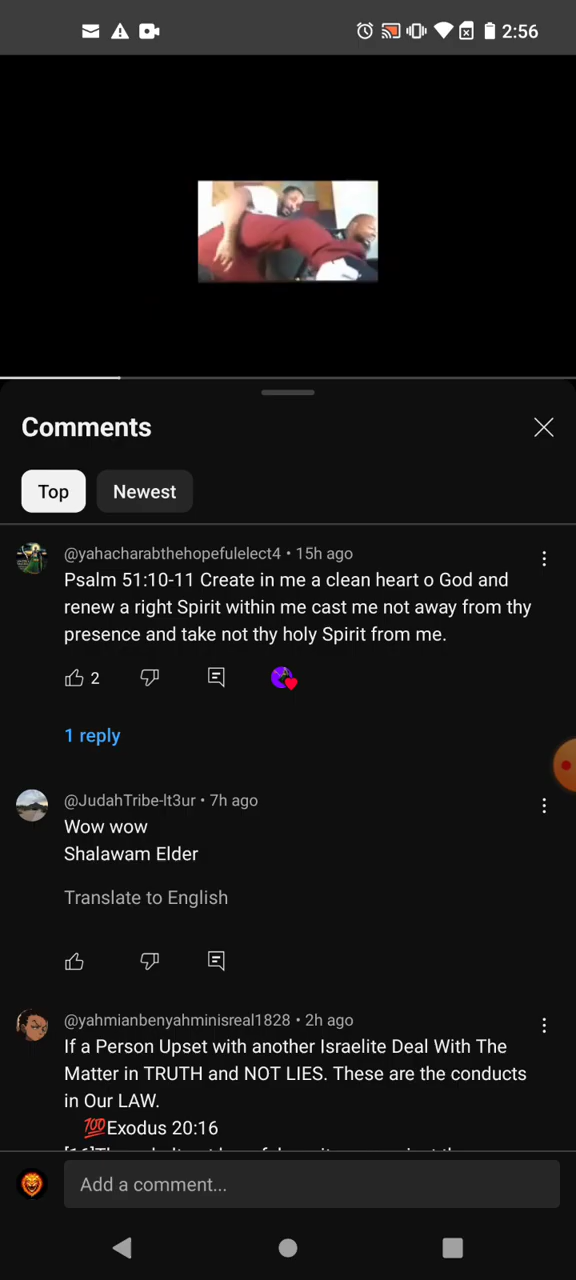 2:56
Comments
Top
Newest
@yahacharabthehopefulelect4 • 15h ago
Psalm 51:10-11 Create in me a clean heart o God and
renew a right Spirit within me cast me not away from thy
presence and take not thy holy Spirit from me.
2
1 reply
@JudahTribe-lt3ur • 7h ago
Wow wow
Shalawam Elder
Translate to English
@yahmianbenyahminisreal1828 • 2h ago
If a Person Upset with another Israelite Deal With The
Matter in TRUTH and NOT LIES. These are the conducts
in Our LAW.
💯Exodus 20:16
Add a comment...